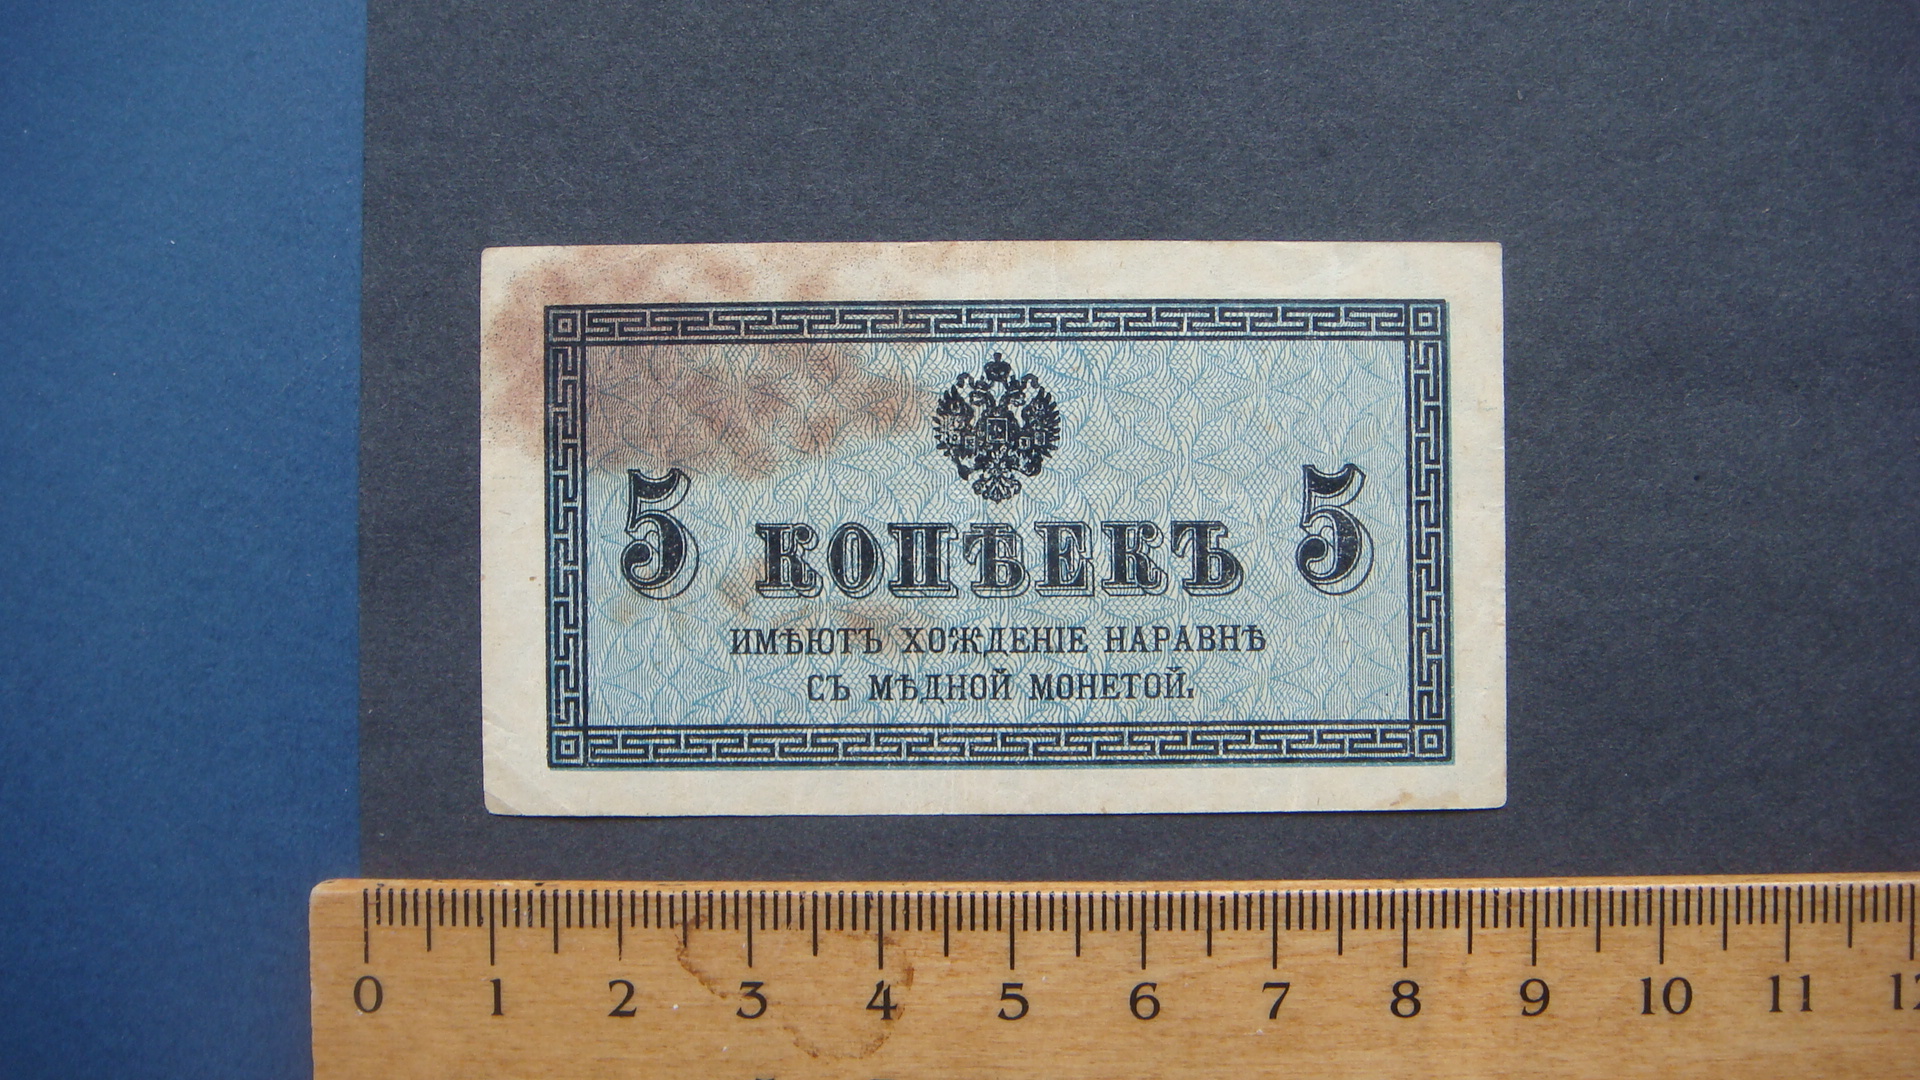 5 КОПѢЕКЪ 5
ИМѢЮТЪ ХОЖДЕНІЕ НАРАВНѢ
СЪ МѢДНОЙ МОНЕТОЙ.
0 1 2 3 4 5 6 7 8 9 10 11